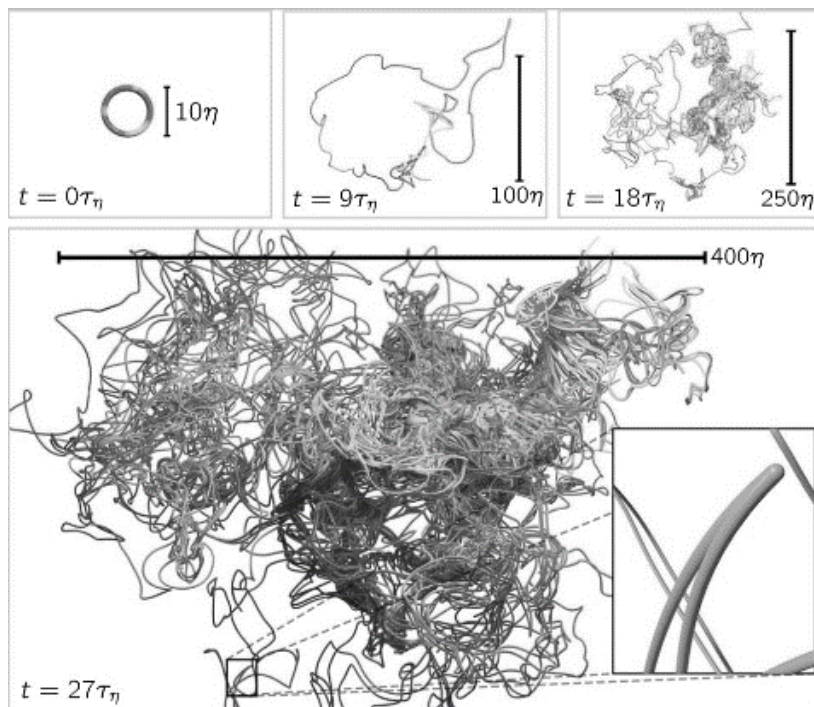 10η
t = 0τη
100η
t = 9τη
250η
t = 18τη
400η
t = 27τη